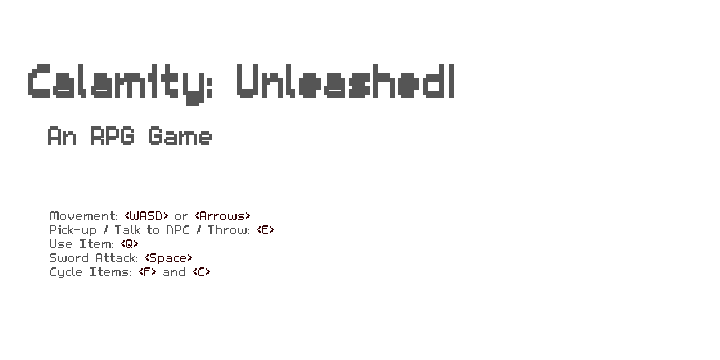 Calamity: Unleashed!
An RPG Game
Movement: <WASD> or <Arrows>
Pick-up / Talk to NPC / Throw: <E>
Use Item: <Q>
Sword Attack: <Space>
Cycle Items: <F> and <C>